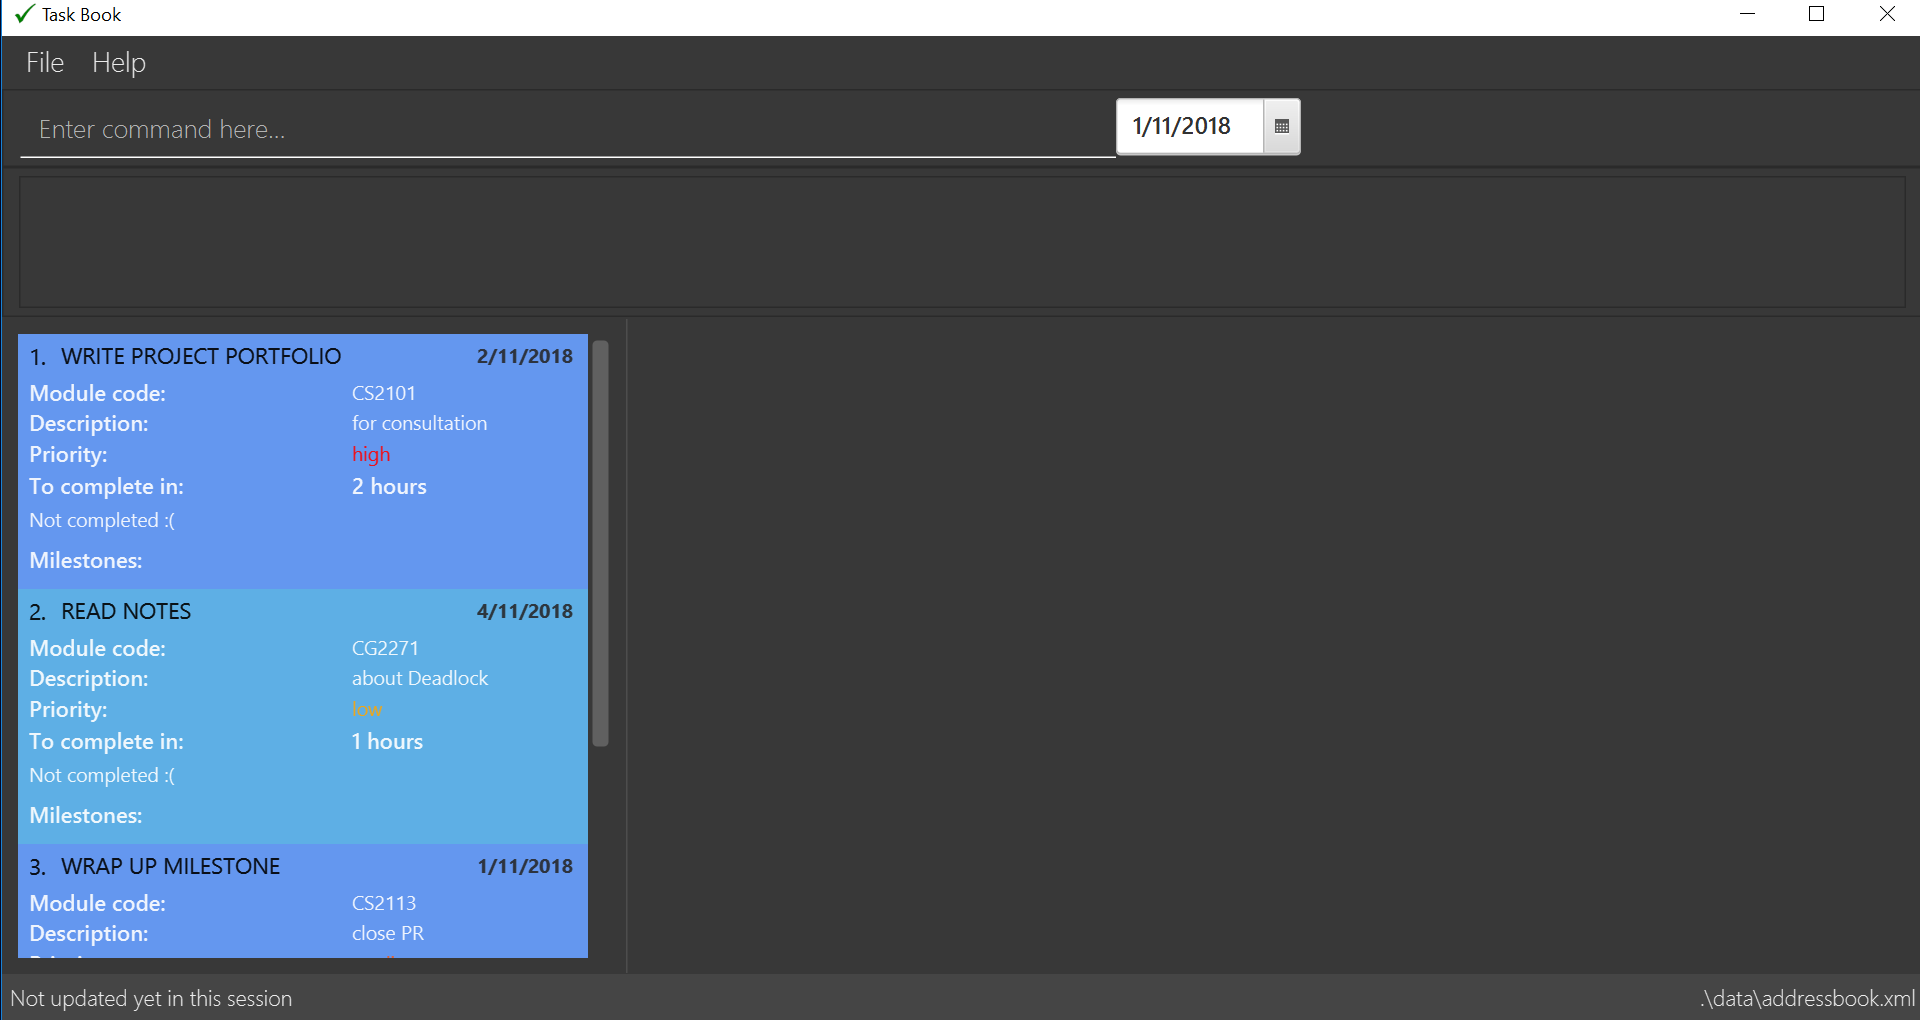 Task Book
File Help
Enter command here...
1/11/2018
1. WRITE PROJECT PORTFOLIO 2/11/2018
Module code: CS2101
Description: for consultation
Priority: high
To complete in: 2 hours
Not completed :(
Milestones:
2. READ NOTES 4/11/2018
Module code: CG2271
Description: about Deadlock
Priority: low
To complete in: 1 hours
Not completed :(
Milestones:
3. WRAP UP MILESTONE 1/11/2018
Module code: CS2113
Description: close PR
Not updated yet in this session
.\data\addressbook.xml